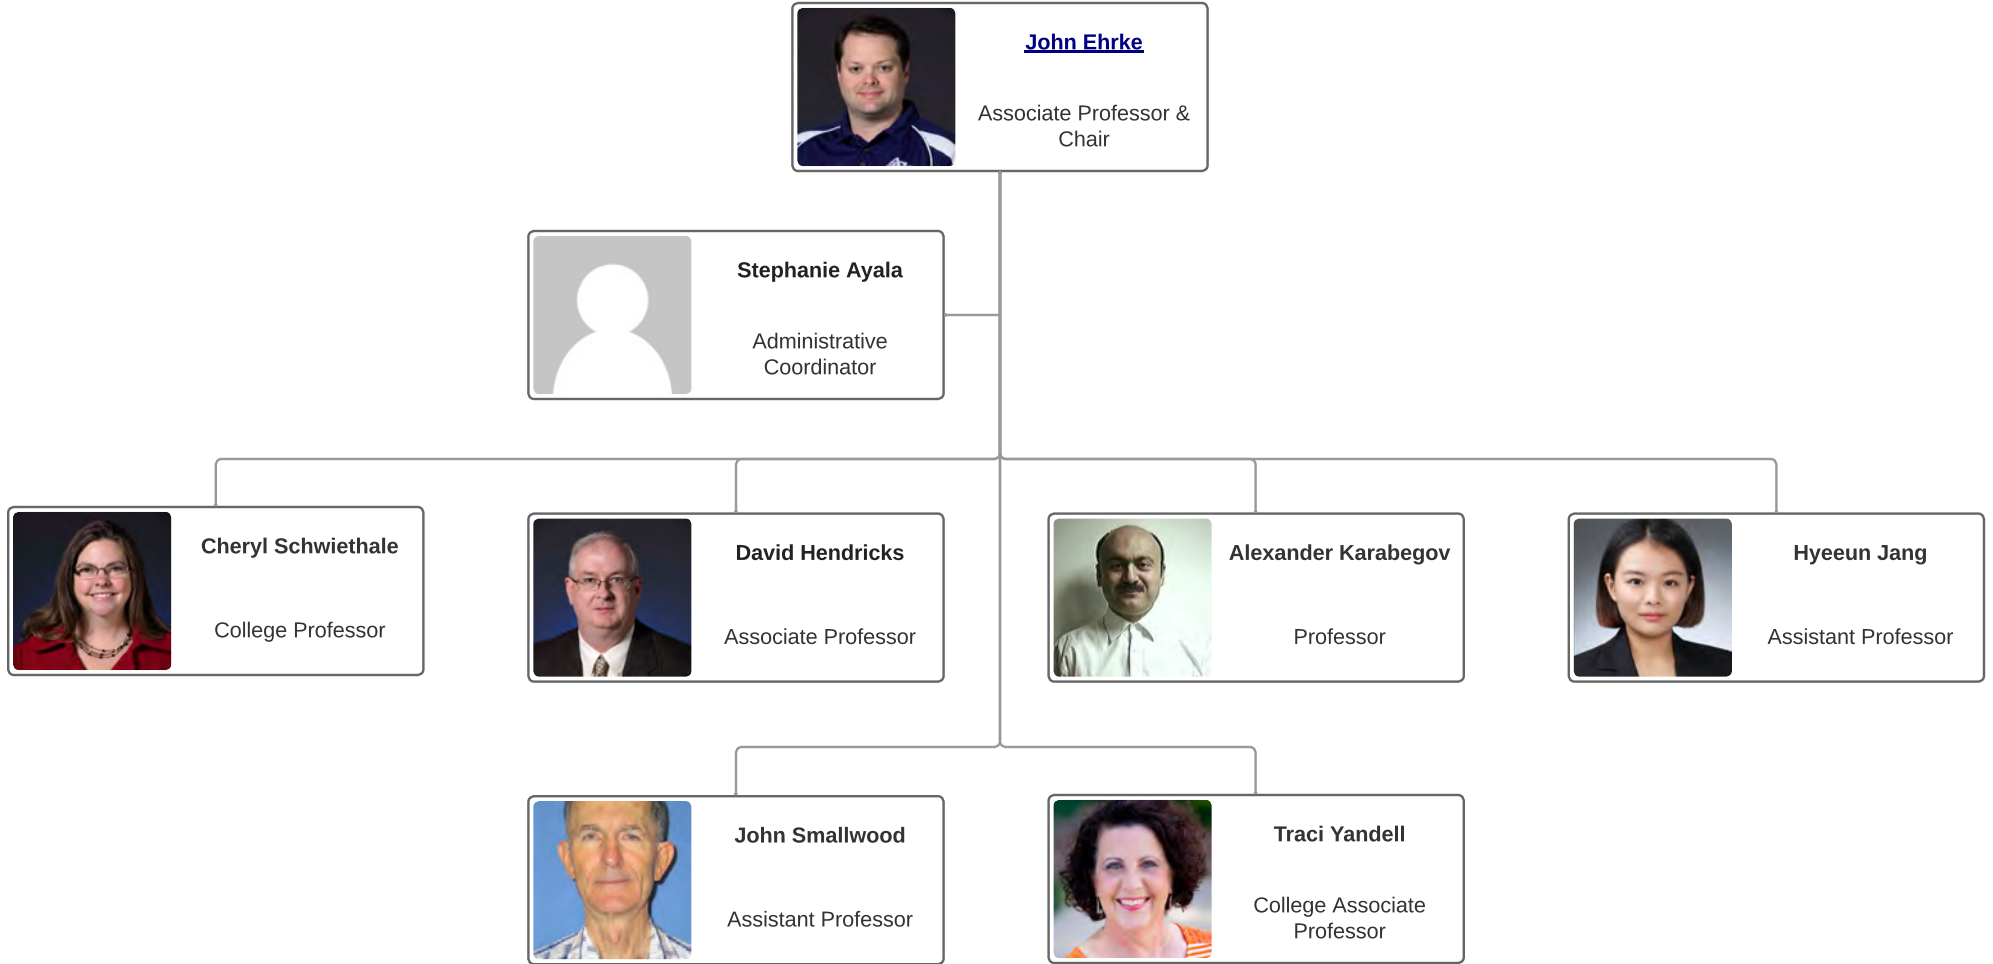 John Ehrke
Associate Professor &
Chair
Stephanie Ayala
Administrative
Coordinator
Cheryl Schwiethale
College Professor
David Hendricks
Associate Professor
Alexander Karabegov
Professor
Hyeeun Jang
Assistant Professor
John Smallwood
Assistant Professor
Traci Yandell
College Associate
Professor